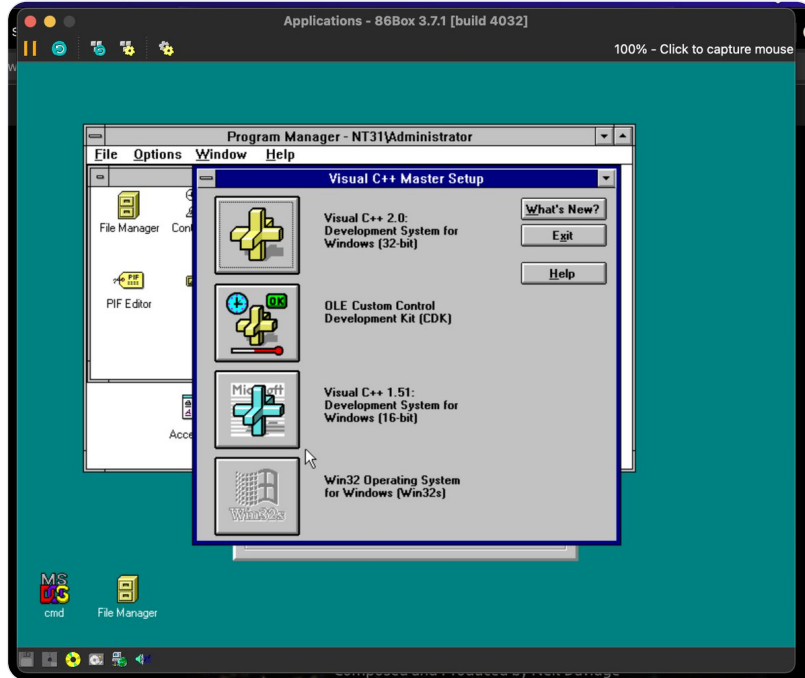 Applications - 86Box 3.7.1 [build 4032]
100% - Click to capture mouse
Program Manager - NT31\Administrator
File Options Window Help
Visual C++ Master Setup
File Manager
PIF
PIF Editor
Visual C++ 2.0:
Development System for
Windows (32-bit)
What's New?
Exit
Help
OK
OLE Custom Control
Development Kit (CDK)
Microsoft
Visual C++ 1.51:
Development System for
Windows (16-bit)
Win32s
Win32 Operating System
for Windows (Win32s)
MS
cmd
File Manager